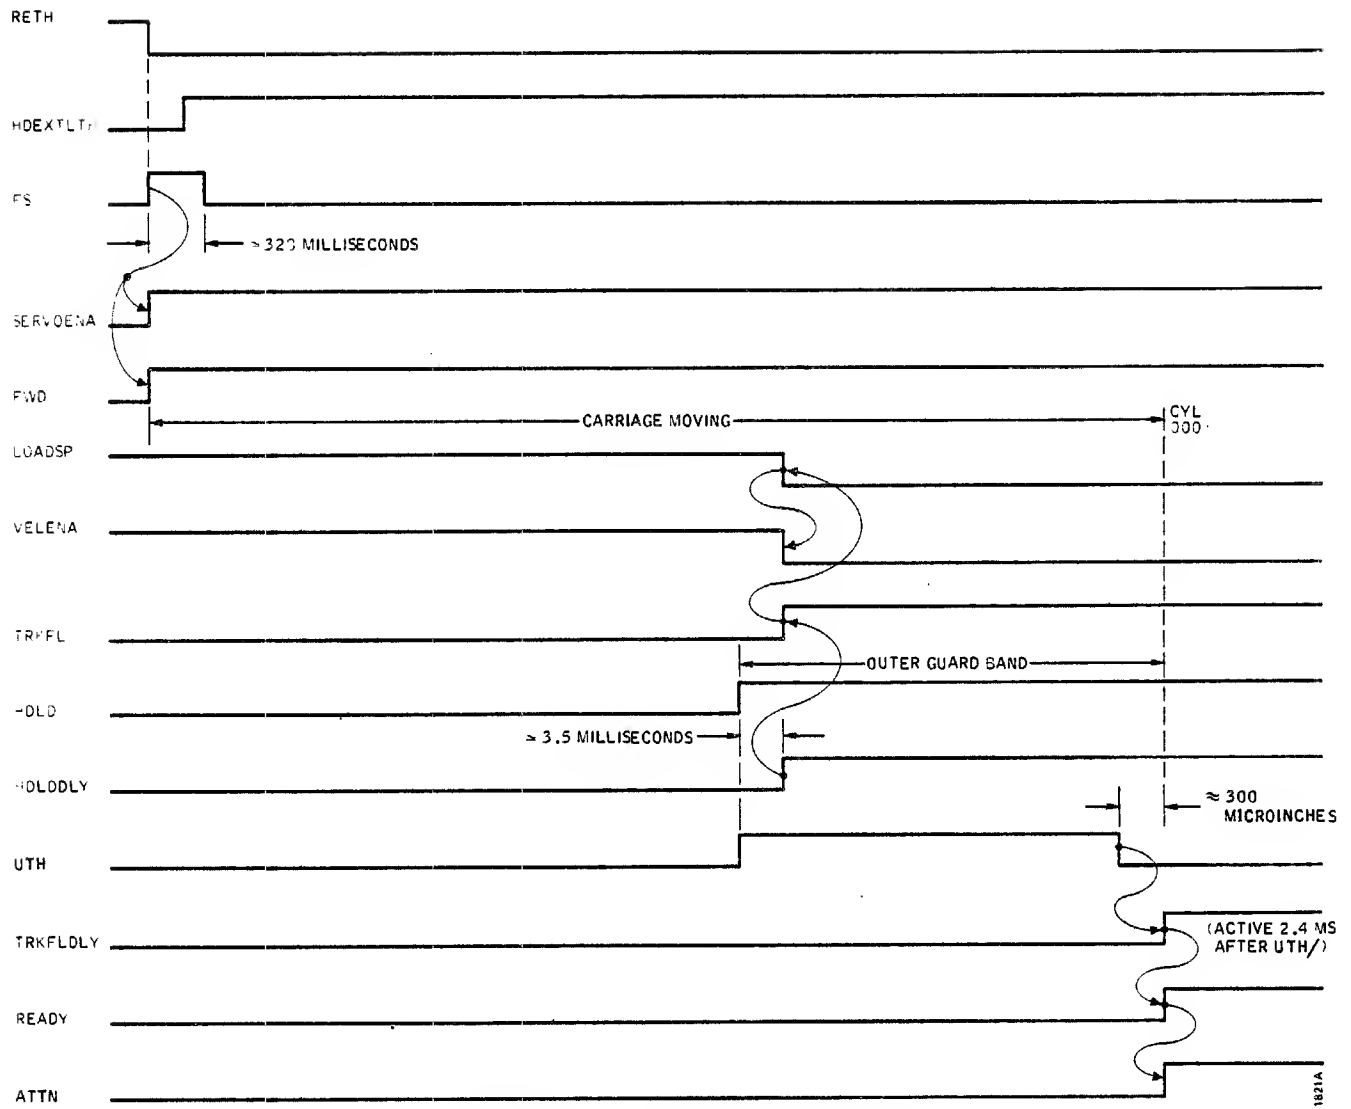 RETH
HDEXTLTH
FS
MILLISECONDS
SERVOENA
FWD
CARRIAGE MOVING
CYL
000
LOADSP
VELENA
TRKFL
OUTER GUARD BAND
HDLD
≃ 3.5 MILLISECONDS
HDLDDLY
≈ 300
MICROINCHES
UTH
TRKFLDLY
(ACTIVE 2.4 MS
AFTER UTH/)
READY
ATTN
1821A